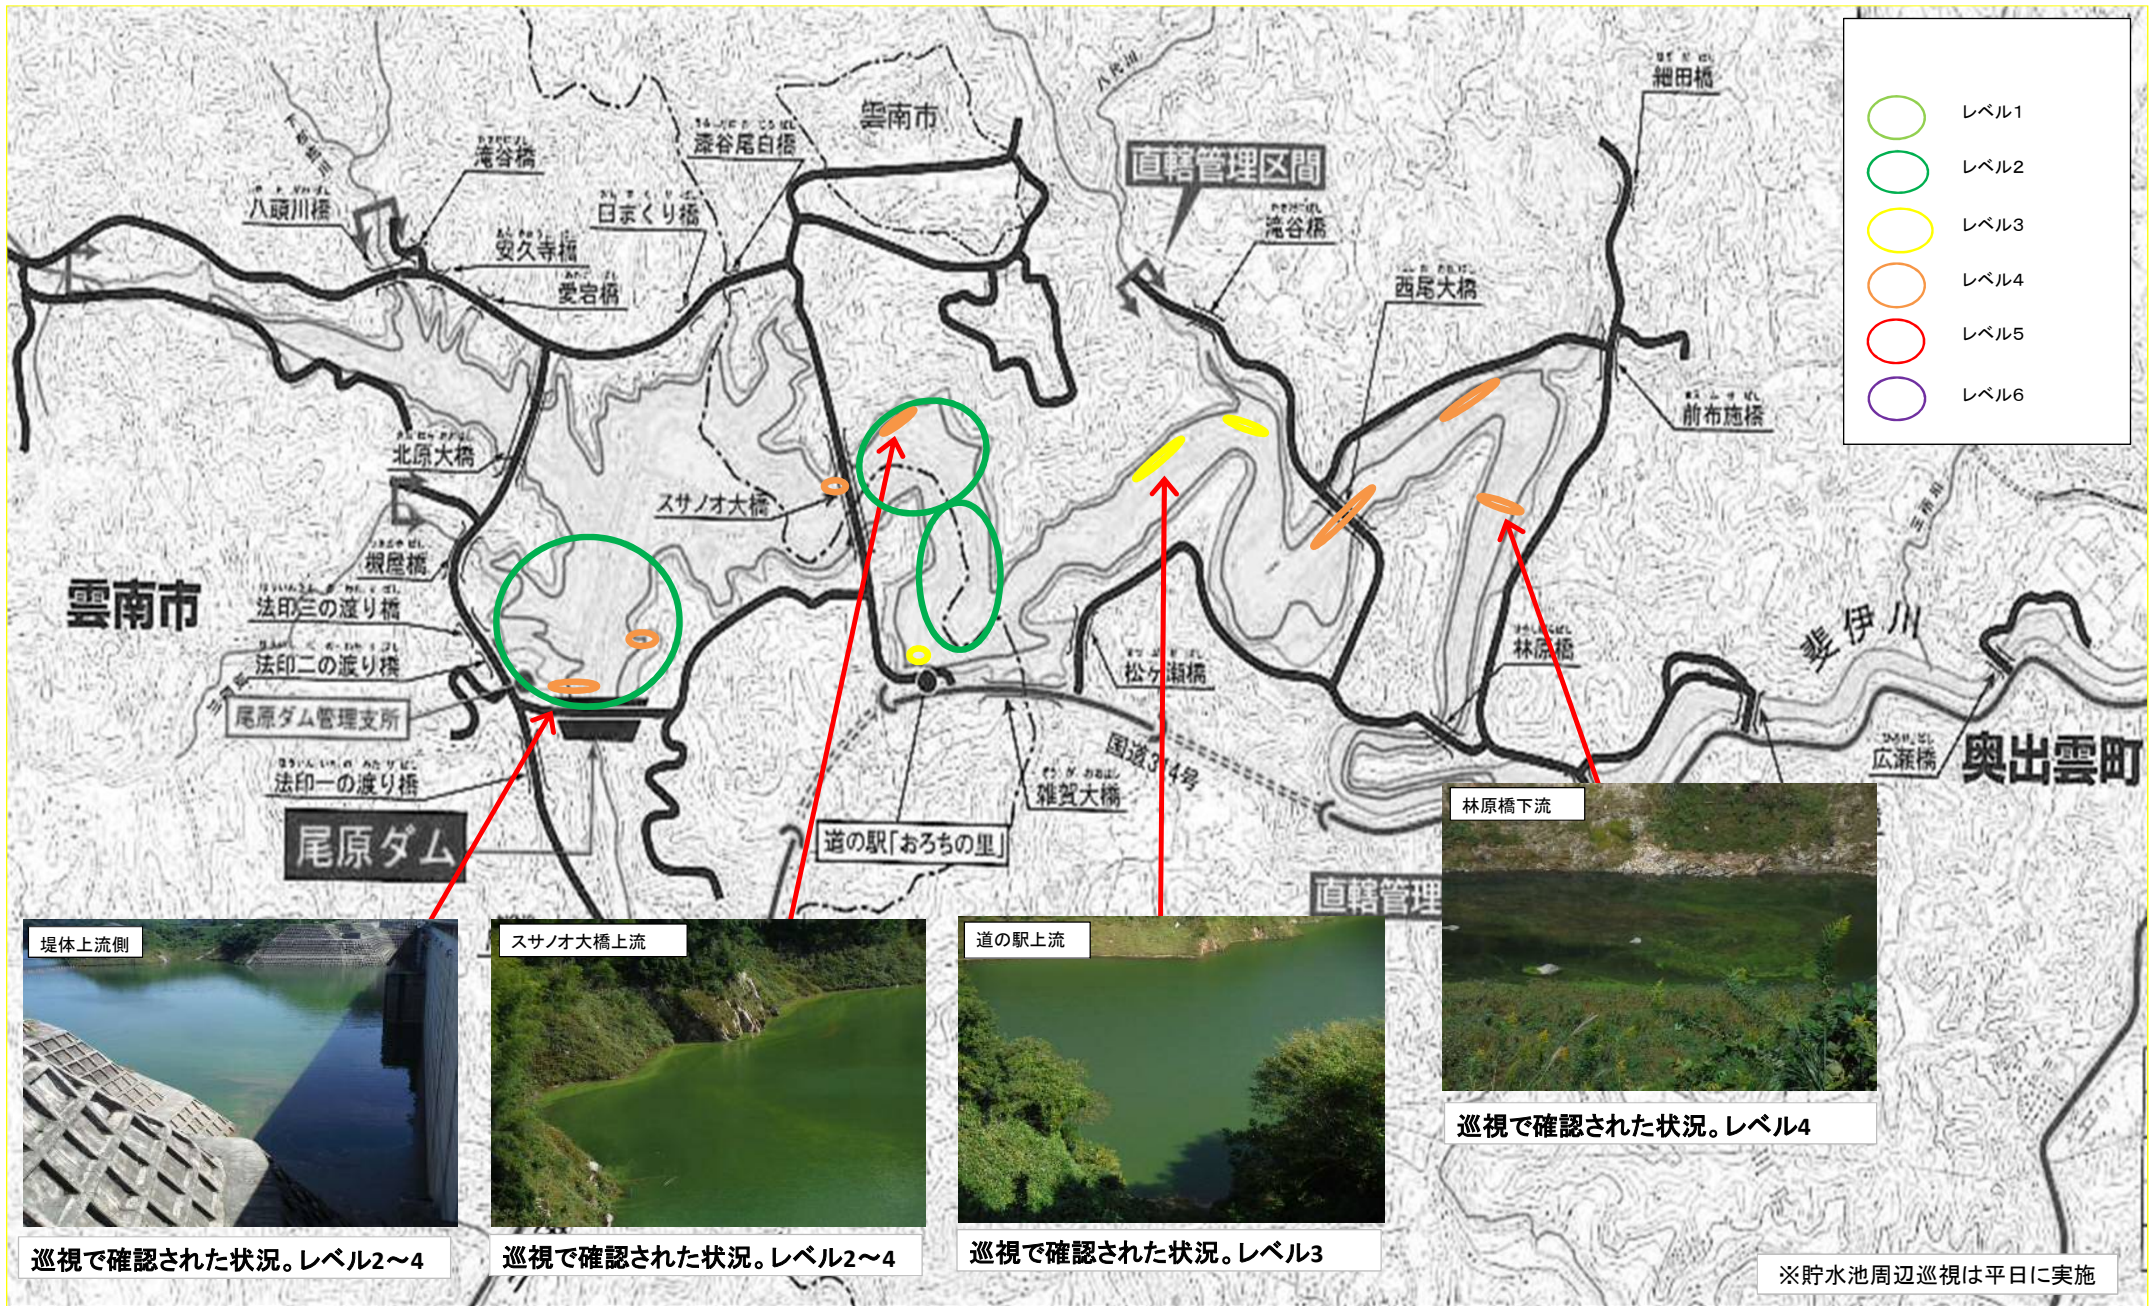 レベル1
レベル2
レベル3
レベル4
レベル5
レベル6
細田橋
八代川
雲南市
漆谷尾白橋
滝谷橋
直轄管理区間
八頭川橋
日まくり橋
滝谷橋
安久寺橋
愛宕橋
西尾大橋
前布施橋
北原大橋
スサノオ大橋
槻屋橋
雲南市
法印三の渡り橋
斐伊川
法印二の渡り橋
林原橋
松ヶ瀬橋
尾原ダム管理支所
国道314号
広瀬橋
奥出雲町
法印一の渡り橋
雑賀大橋
尾原ダム
道の駅「おろちの里」
直轄管理
林原橋下流
堤体上流側
スサノオ大橋上流
道の駅上流
巡視で確認された状況。レベル4
巡視で確認された状況。レベル2～4
巡視で確認された状況。レベル2～4
巡視で確認された状況。レベル3
※貯水池周辺巡視は平日に実施